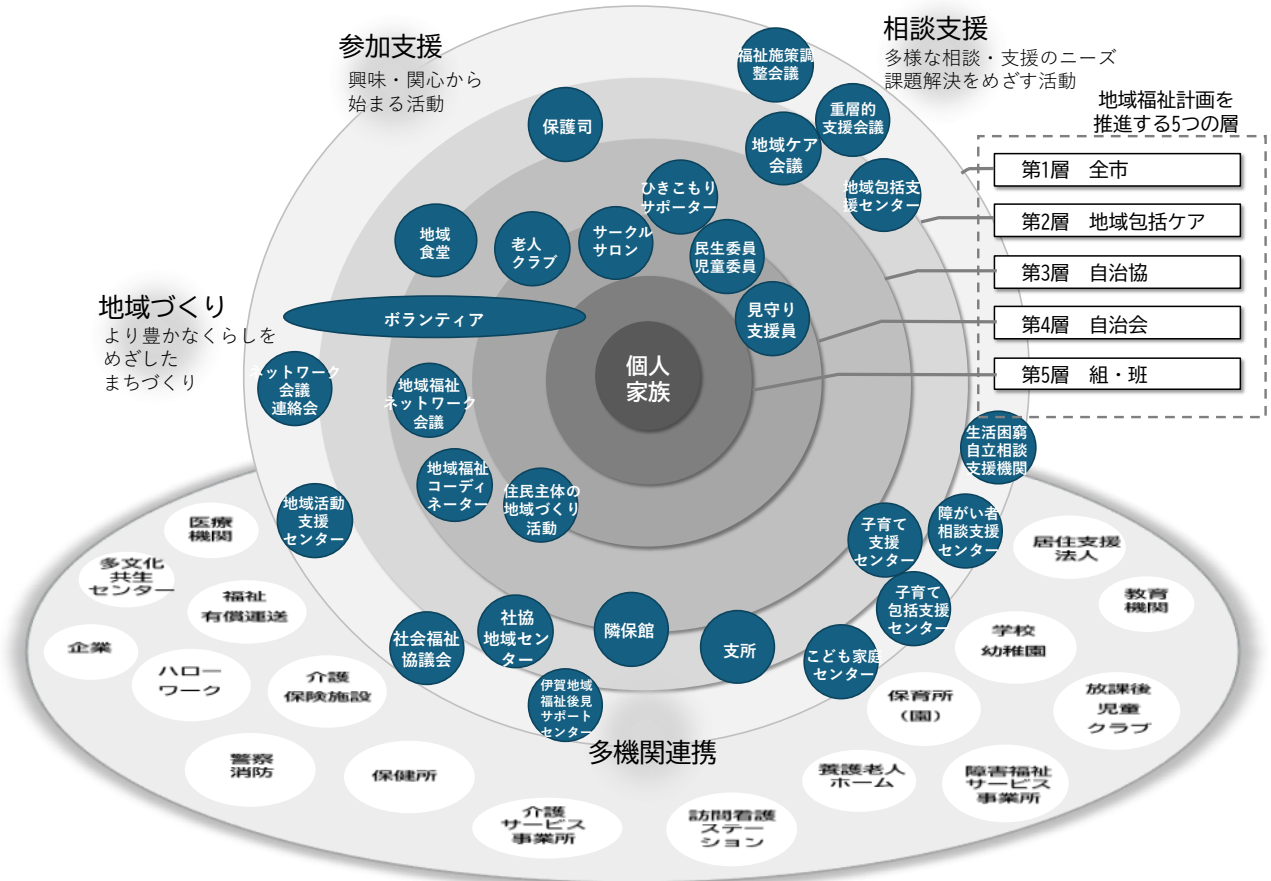 参加支援
興味・関心から
始まる活動
相談支援
多様な相談・支援のニーズ
課題解決をめざす活動
地域福祉計画を
推進する5つの層
第1層 全市
第2層 地域包括ケア
第3層 自治協
第4層 自治会
第5層 組・班
地域づくり
より豊かなくらしを
めざした
まちづくり
福祉施策調
整会議
重層的
支援会議
保護司
地域ケア
会議
地域包括支
援センター
ひきこもり
サポーター
地域
食堂
老人
クラブ
サークル
サロン
民生委員
児童委員
見守り
支援員
ボランティア
個人
家族
ネットワーク
会議
連絡会
地域福祉
ネットワーク
会議
地域福祉
コーディ
ネーター
住民主体の
地域づくり
活動
地域活動
支援
センター
生活困窮
自立相談
支援機関
子育て
支援
センター
障がい者
相談支援
センター
子育て
包括支援
センター
社会福祉
協議会
社協
地域セン
ター
隣保館
支所
こども家庭
センター
伊賀地域
福祉後見
サポート
センター
多機関連携
医療
機関
多文化
共生
センター
福祉
有償運送
企業
ハロー
ワーク
介護
保険施設
警察
消防
保健所
介護
サービス
事業所
訪問看護
ステー
ション
養護老人
ホーム
障害福祉
サービス
事業所
保育所
(園)
放課後
児童
クラブ
学校
幼稚園
教育
機関
居住支援
法人